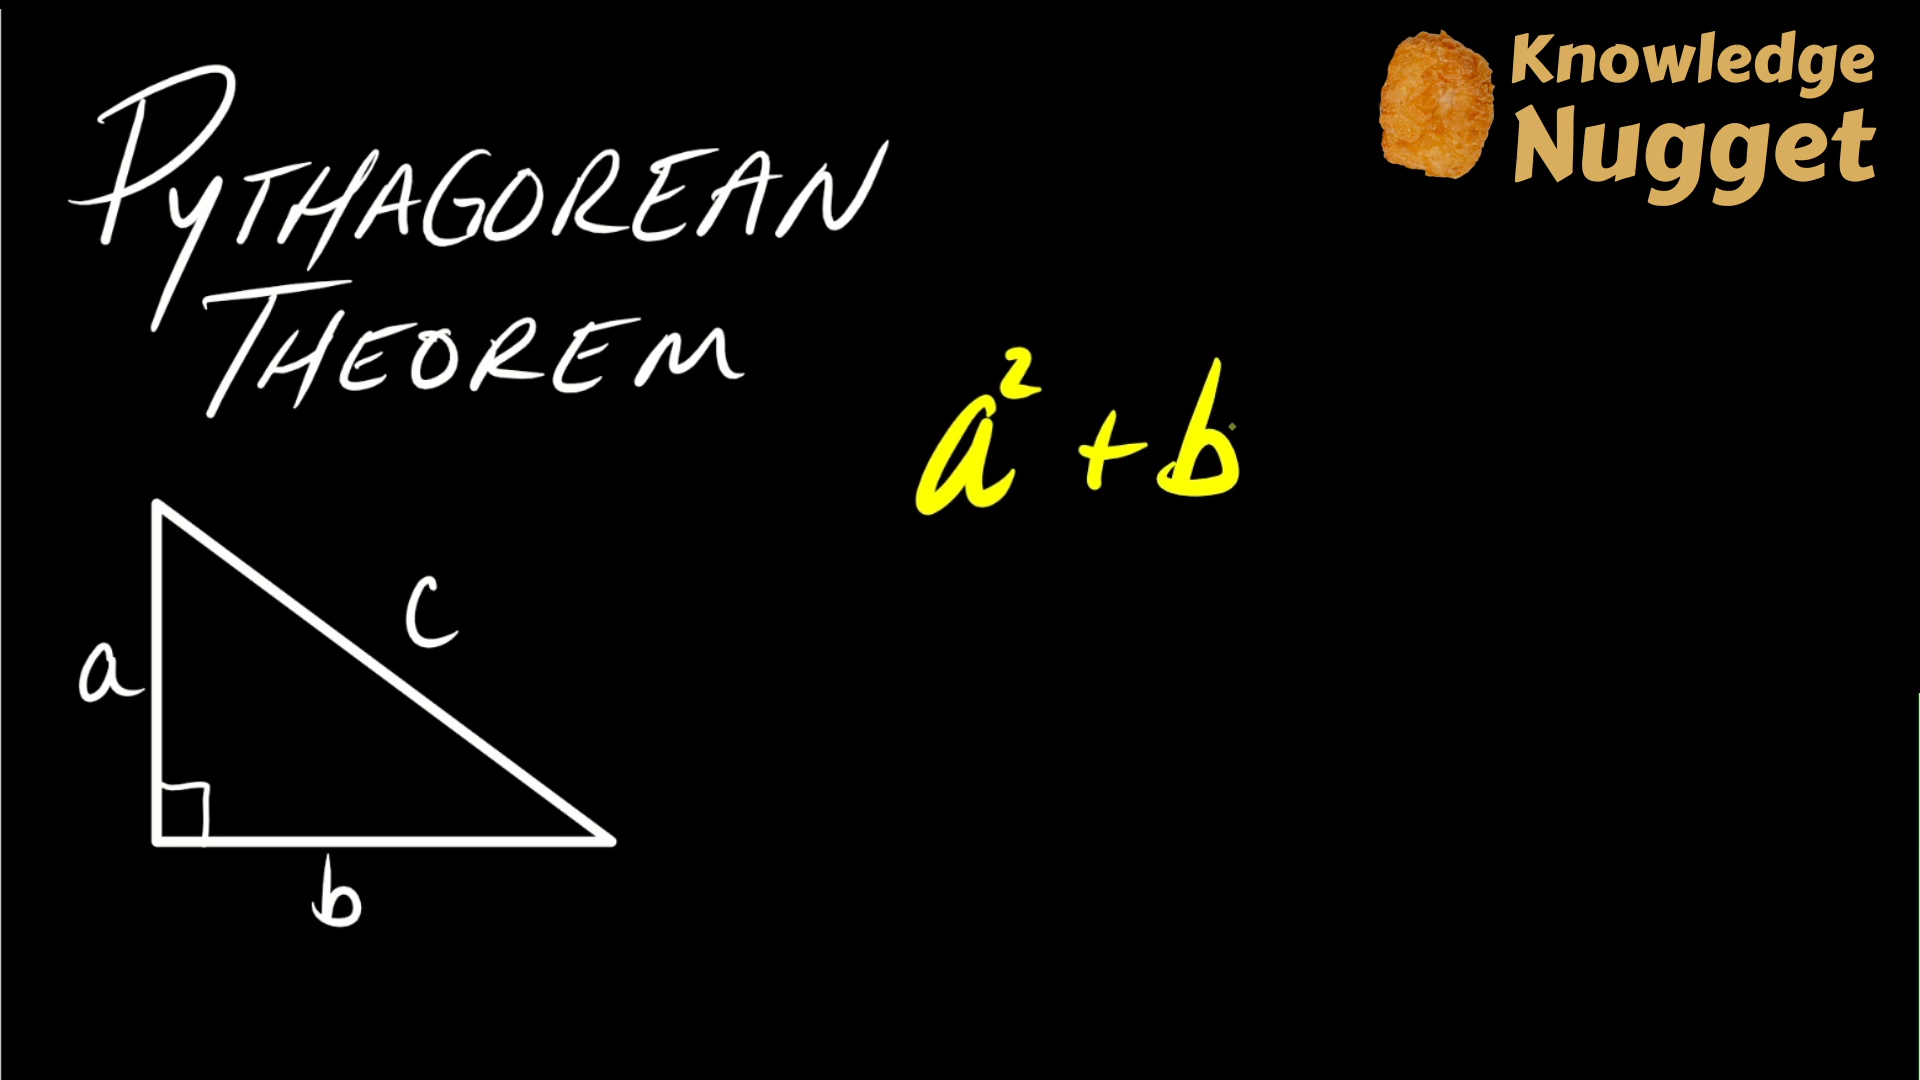 Knowledge
Nugget
PYTHAGOREAN
THEOREM
a² + b
c
a
b